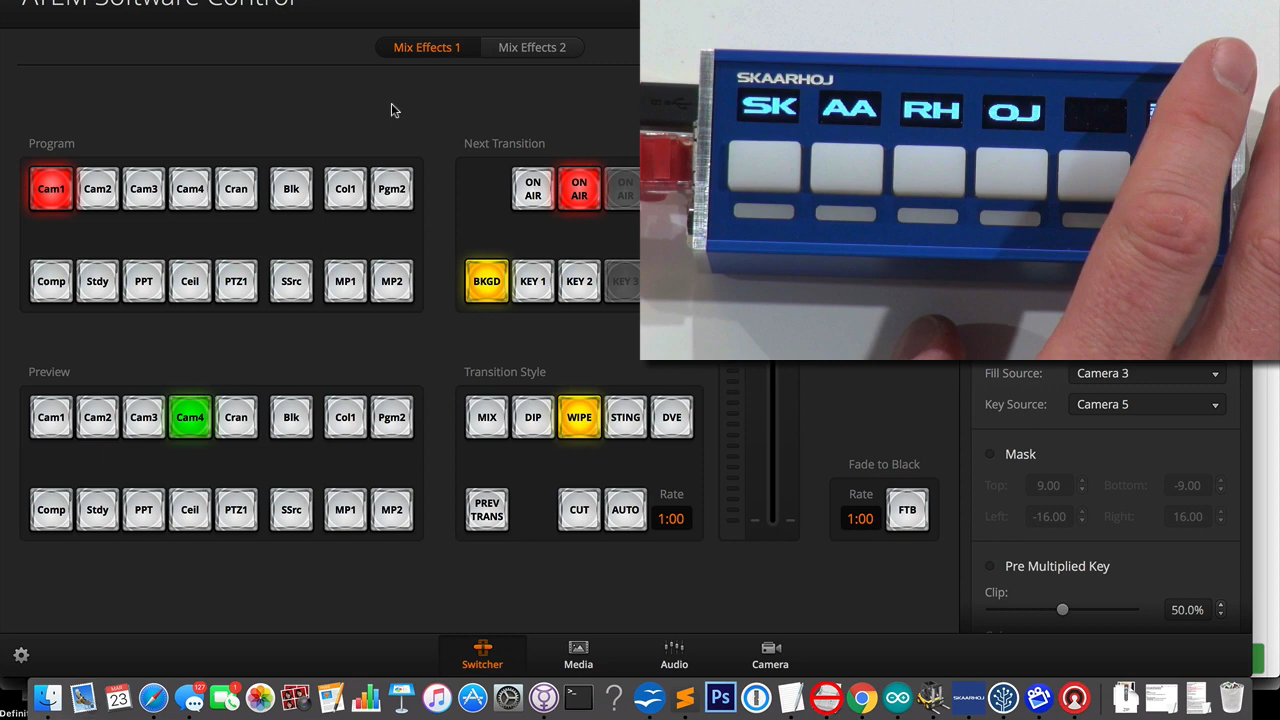 ATEM Software Control
Mix Effects 1 Mix Effects 2
SKAARHOJ
SK AA RH OJ
Program
Cam1 Cam2 Cam3 Cam4 Cran Blk Col1 Pgm2
Comp Stdy PPT Ceil PTZ1 SSrc MP1 MP2
Next Transition
ON AIR ON AIR ON AIR
BKGD KEY 1 KEY 2 KEY 3
Preview
Cam1 Cam2 Cam3 Cam4 Cran Blk Col1 Pgm2
Comp Stdy PPT Ceil PTZ1 SSrc MP1 MP2
Transition Style
MIX DIP WIPE STING DVE
PREV TRANS CUT AUTO Rate 1:00
Fade to Black
Rate 1:00 FTB
Fill Source: Camera 3
Key Source: Camera 5
Mask
Top: 9.00 Bottom: -9.00
Left: -16.00 Right: 16.00
Pre Multiplied Key
Clip:
50.0%
Switcher Media Audio Camera
MAR 23
127
1
Ps
SKAARHOJ
Defini